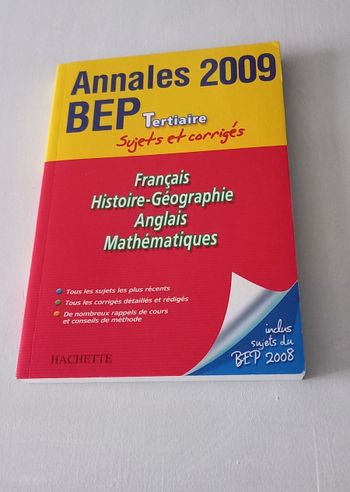 Annales 2009
BEP Tertiaire
Sujets et corrigés
Français
Histoire-Géographie
Anglais
Mathématiques
Tous les sujets les plus récents
Tous les corrigés détaillés et rédigés
De nombreux rappels de cours
et conseils de méthode
inclus
sujets du
BEP 2008
HACHETTE